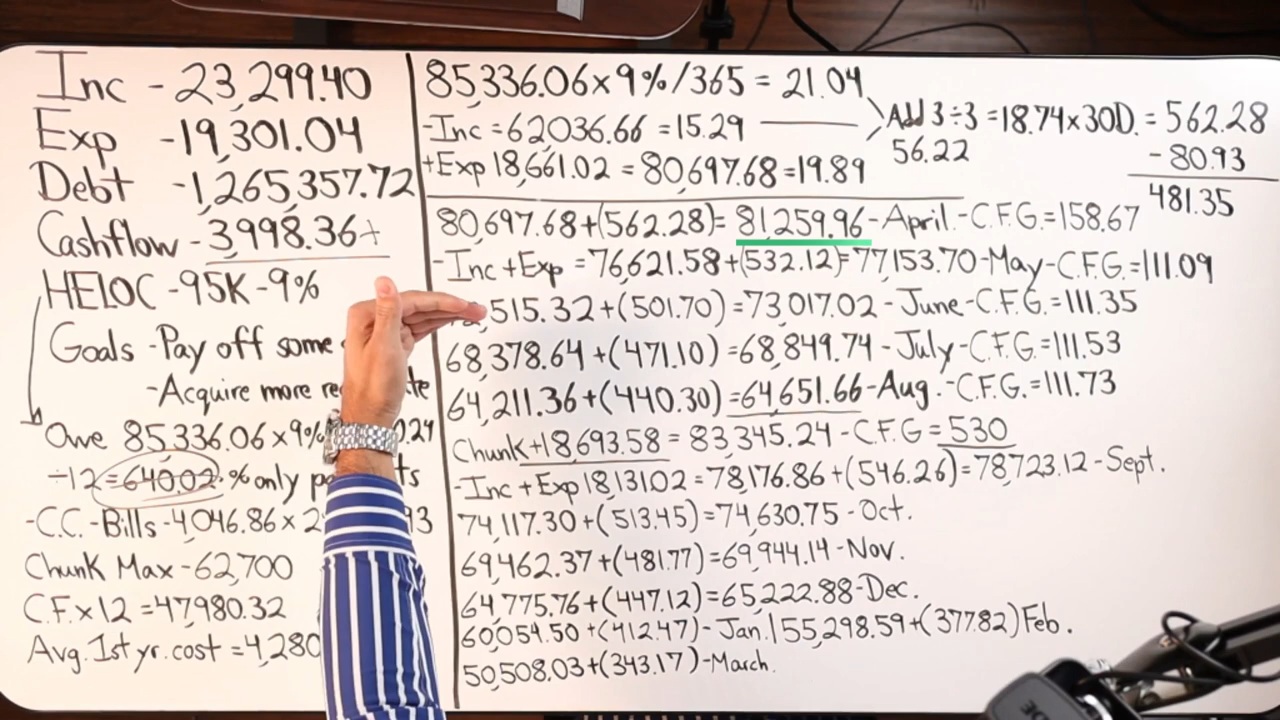 Inc - 23,299.40
Exp - 19,301.04
Debt - 1,265,357.72
Cashflow - 3,998.36+
HELOC - 95K - 9%
Goals - Pay off some
- Acquire more
Owe 85,336.06 x 9%
÷12 = 640.02 · % only
- C.C. - Bills - 4,046.86 x
Chunk Max - 62,700
C.F. x 12 = 47980.32
Avg. 1st yr. cost = 4,280
85,336.06 x 9% / 365 = 21.04
- Inc = 62036.66 = 15.29
+ Exp 18,661.02 = 80,697.68 = 19.89
Add 3 ÷ 3 = 18.74 x 30D. = 562.28
56.22
- 80.93
481.35
80,697.68 + (562.28) = 81,259.96 - April. - C.F.G. = 158.67
- Inc + Exp = 76,621.58 + (532.12) = 77,153.70 - May - C.F.G. = 111.09
,515.32 + (501.70) = 73,017.02 - June - C.F.G. = 111.35
68,378.64 + (471.10) = 68,849.74 - July - C.F.G. = 111.53
64,211.36 + (440.30) = 64,651.66 - Aug. - C.F.G. = 111.73
Chunk + 18,693.58 = 83,345.24 - C.F.G = 530
- Inc + Exp 18,131.02 = 78,176.86 + (546.26) = 78,723.12 - Sept.
74,117.30 + (513.45) = 74,630.75 - Oct.
69,462.37 + (481.77) = 69,944.14 - Nov.
64,775.76 + (447.12) = 65,222.88 - Dec.
60,054.50 + (412.47) - Jan. | 55,298.59 + (377.82) Feb.
50,508.03 + (343.17) - March.